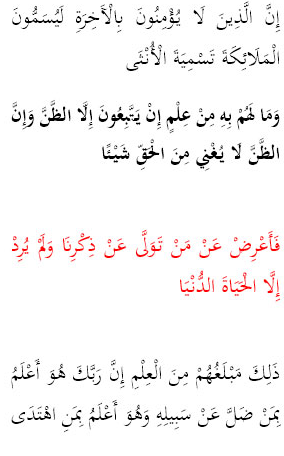 إِنَّ الَّذِينَ لَا يُؤْمِنُونَ بِالْآخِرَةِ لَيُسَمُّونَ
الْمَلَائِكَةَ تَسْمِيَةَ الْأُنْثَى
وَمَا لَهُمْ بِهِ مِنْ عِلْمٍ إِنْ يَتَّبِعُونَ إِلَّا الظَّنَّ وَإِنَّ
الظَّنَّ لَا يُغْنِي مِنَ الْحَقِّ شَيْئًا
فَأَعْرِضْ عَنْ مَنْ تَوَلَّى عَنْ ذِكْرِنَا وَلَمْ يُرِدْ
إِلَّا الْحَيَاةَ الدُّنْيَا
ذَلِكَ مَبْلَغُهُمْ مِنَ الْعِلْمِ إِنَّ رَبَّكَ هُوَ أَعْلَمُ
بِمَنْ ضَلَّ عَنْ سَبِيلِهِ وَهُوَ أَعْلَمُ بِمَنِ اهْتَدَى